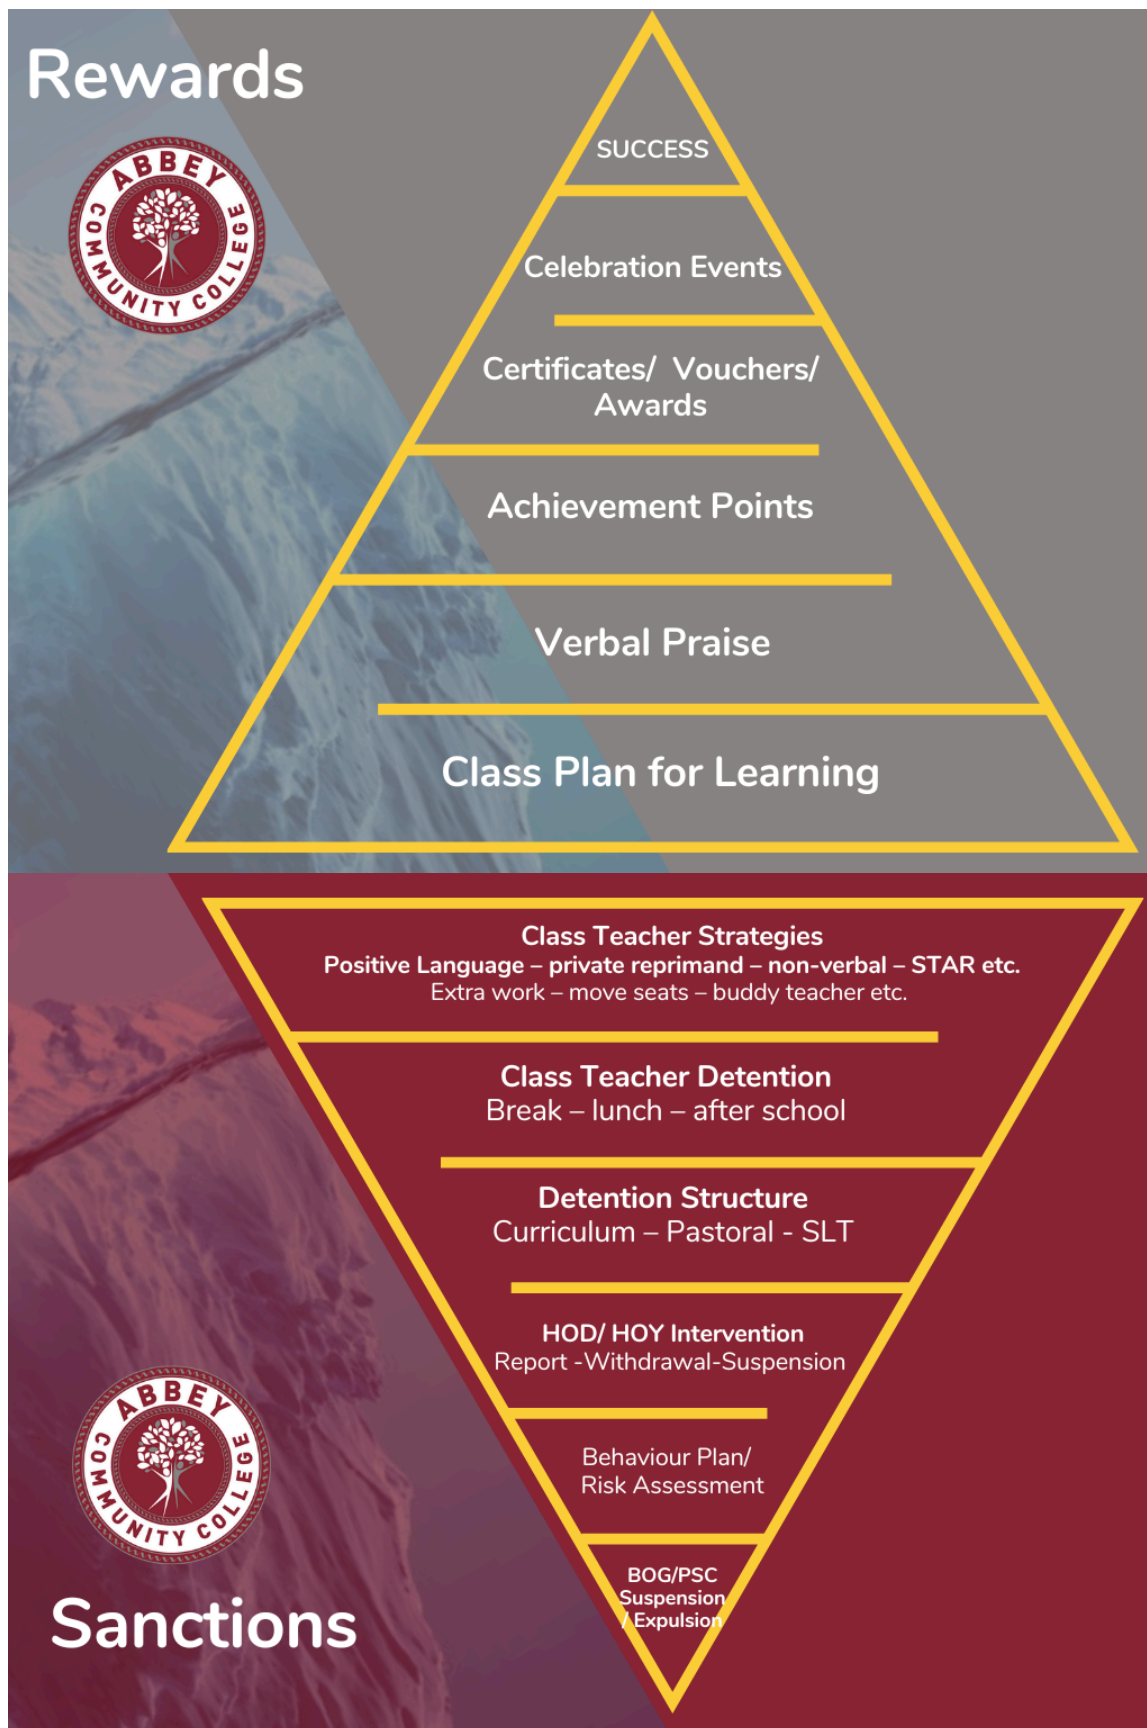 Rewards
ABBEY
COMMUNITY COLLEGE
SUCCESS
Celebration Events
Certificates/ Vouchers/
Awards
Achievement Points
Verbal Praise
Class Plan for Learning
Class Teacher Strategies
Positive Language – private reprimand – non-verbal – STAR etc.
Extra work – move seats – buddy teacher etc.
Class Teacher Detention
Break – lunch – after school
Detention Structure
Curriculum – Pastoral - SLT
HOD/ HOY Intervention
Report -Withdrawal-Suspension
Behaviour Plan/
Risk Assessment
BOG/PSC
Suspension
/ Expulsion
ABBEY
COMMUNITY COLLEGE
Sanctions